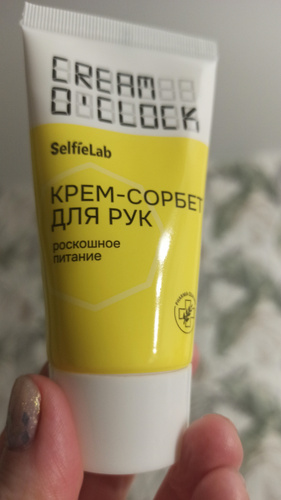 CREAM
O'CLOCK
SelfieLab
КРЕМ-СОРБЕТ
ДЛЯ РУК
роскошное
питание